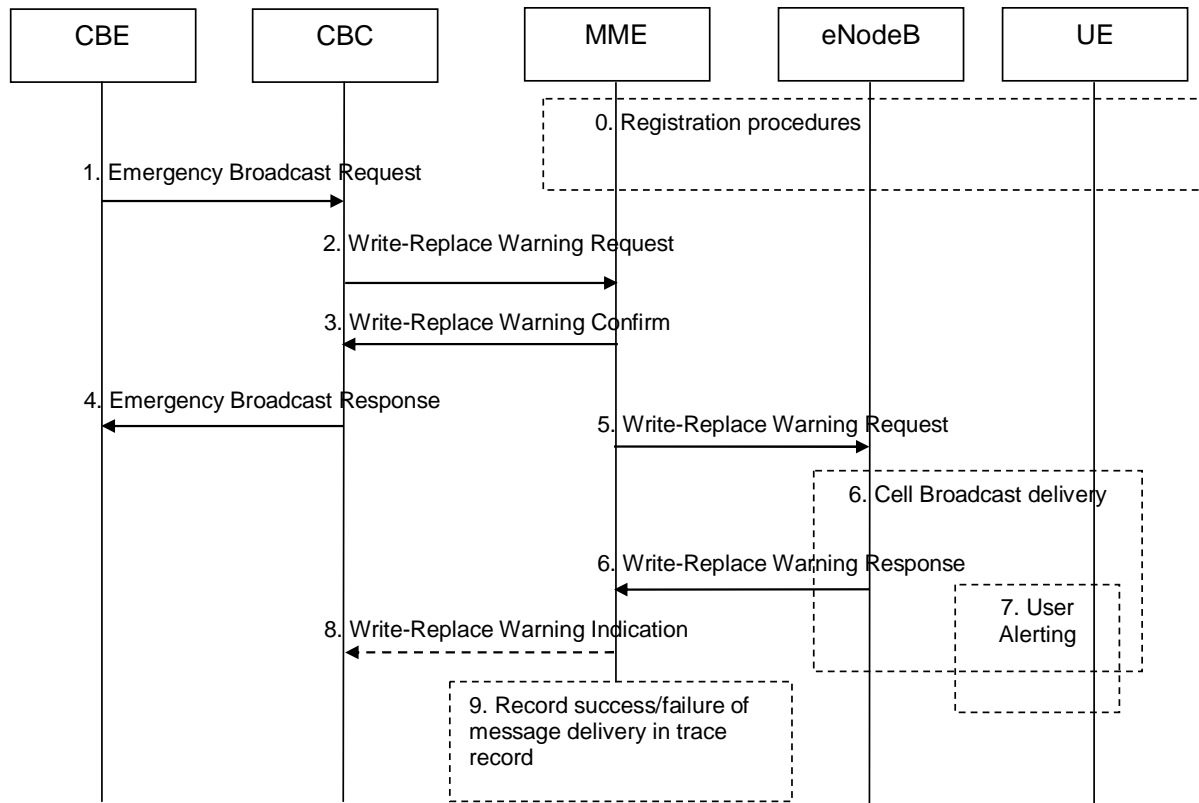 CBE
CBC
MME
eNodeB
UE
0. Registration procedures
1. Emergency Broadcast Request
2. Write-Replace Warning Request
3. Write-Replace Warning Confirm
4. Emergency Broadcast Response
5. Write-Replace Warning Request
6. Cell Broadcast delivery
6. Write-Replace Warning Response
7. User
Alerting
8. Write-Replace Warning Indication
9. Record success/failure of
message delivery in trace
record